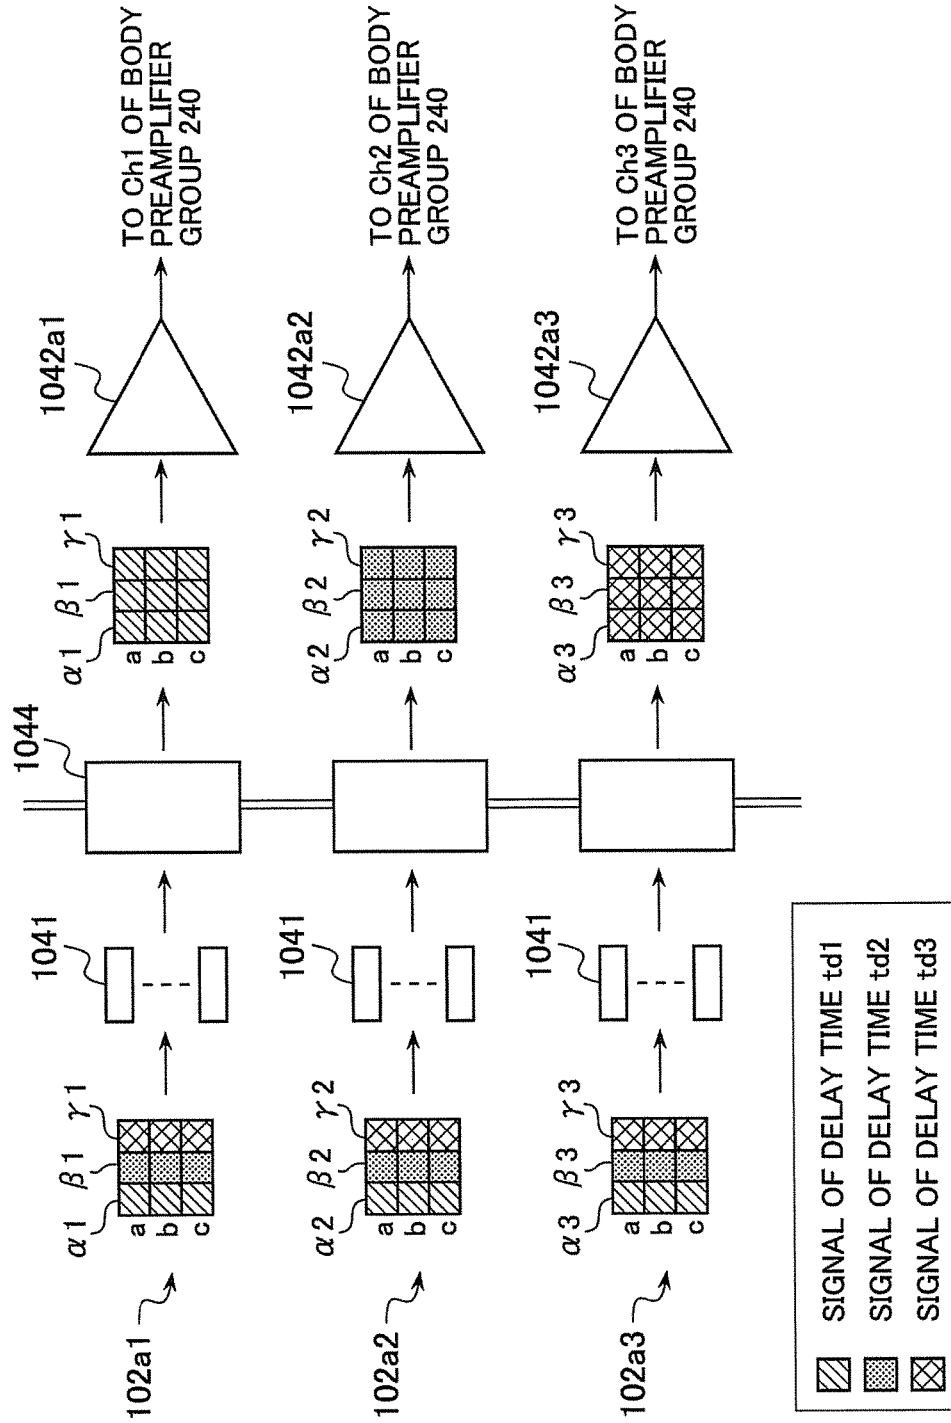 102a1
α1 β1 γ1
a
b
c
1041
1044
α1 β1 γ1
a
b
c
1042a1
TO Ch1 OF BODY
PREAMPLIFIER
GROUP 240
102a2
α2 β2 γ2
a
b
c
1041
α2 β2 γ2
a
b
c
1042a2
TO Ch2 OF BODY
PREAMPLIFIER
GROUP 240
102a3
α3 β3 γ3
a
b
c
1041
α3 β3 γ3
a
b
c
1042a3
TO Ch3 OF BODY
PREAMPLIFIER
GROUP 240
SIGNAL OF DELAY TIME td1
SIGNAL OF DELAY TIME td2
SIGNAL OF DELAY TIME td3